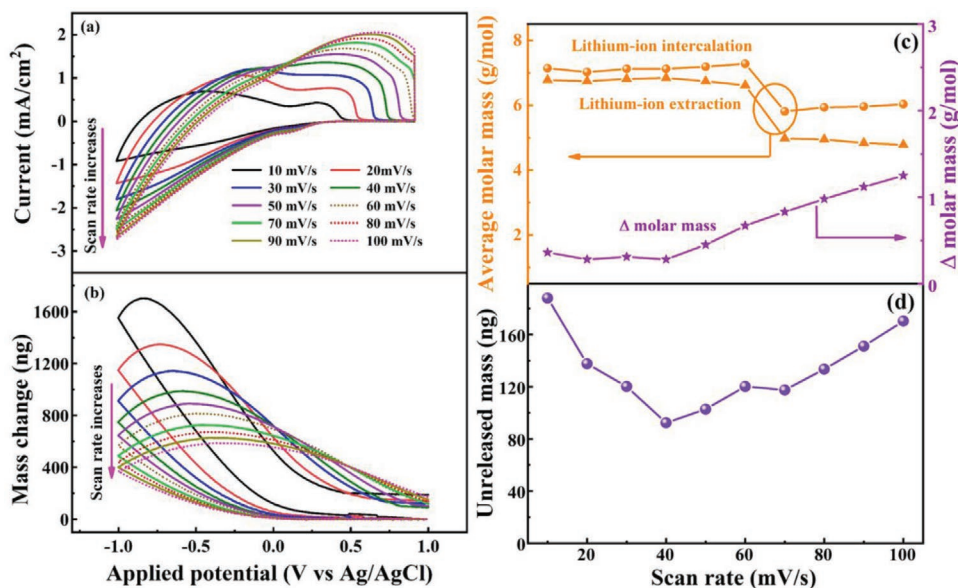 (a)
Current (mA/cm²)
2
1
0
-1
-2
-3
Scan rate increases
10 mV/s 20mV/s
30 mV/s 40 mV/s
50 mV/s 60 mV/s
70 mV/s 80 mV/s
90 mV/s 100 mV/s
(b)
Mass change (ng)
1600
1200
800
400
0
Scan rate increases
-1.0 -0.5 0.0 0.5 1.0
Applied potential (V vs Ag/AgCl)
(c)
Average molar mass (g/mol)
8
6
4
2
Lithium-ion intercalation
Lithium-ion extraction
Δ molar mass
3
2
1
0
Δ molar mass (g/mol)
(d)
Unreleased mass (ng)
200
160
120
80
40
20 40 60 80 100
Scan rate (mV/s)